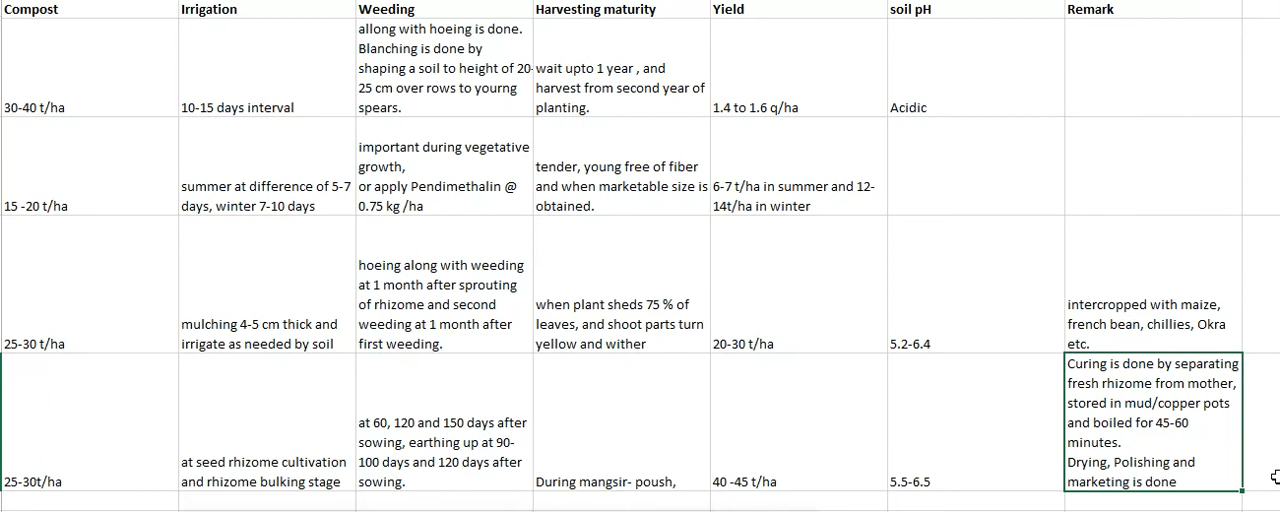 Compost Irrigation Weeding Harvesting maturity Yield soil pH Remark
30-40 t/ha
10-15 days interval
allong with hoeing is done.
Blanching is done by
shaping a soil to height of 20-
25 cm over rows to yourng
spears.
wait upto 1 year , and
harvest from second year of
planting.
1.4 to 1.6 q/ha
Acidic
15 -20 t/ha
summer at difference of 5-7
days, winter 7-10 days
important during vegetative
growth,
or apply Pendimethalin @
0.75 kg /ha
tender, young free of fiber
and when marketable size is
obtained.
6-7 t/ha in summer and 12-
14t/ha in winter
25-30 t/ha
mulching 4-5 cm thick and
irrigate as needed by soil
hoeing along with weeding
at 1 month after sprouting
of rhizome and second
weeding at 1 month after
first weeding.
when plant sheds 75 % of
leaves, and shoot parts turn
yellow and wither
20-30 t/ha
5.2-6.4
intercropped with maize,
french bean, chillies, Okra
etc.
25-30t/ha
at seed rhizome cultivation
and rhizome bulking stage
at 60, 120 and 150 days after
sowing, earthing up at 90-
100 days and 120 days after
sowing.
During mangsir- poush,
40 -45 t/ha
5.5-6.5
Curing is done by separating
fresh rhizome from mother,
stored in mud/copper pots
and boiled for 45-60
minutes.
Drying, Polishing and
marketing is done